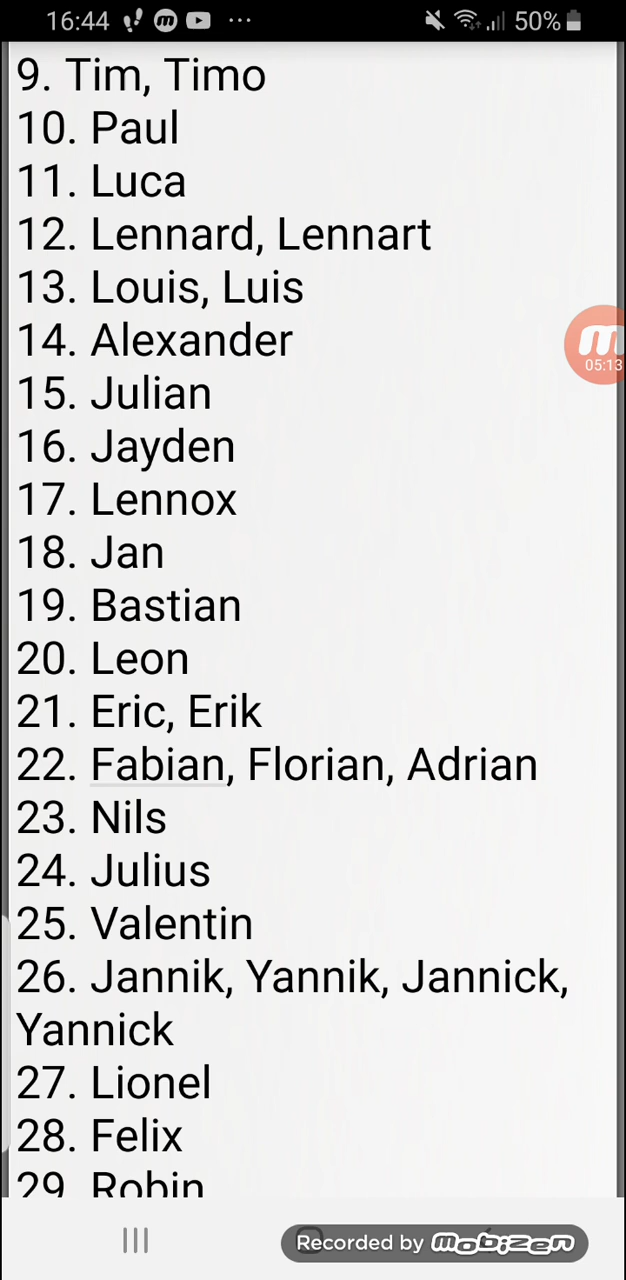 16:44 m ... 50%
9. Tim, Timo
10. Paul
11. Luca
12. Lennard, Lennart
13. Louis, Luis
14. Alexander
m
05:13
15. Julian
16. Jayden
17. Lennox
18. Jan
19. Bastian
20. Leon
21. Eric, Erik
22. Fabian, Florian, Adrian
23. Nils
24. Julius
25. Valentin
26. Jannik, Yannik, Jannick,
Yannick
27. Lionel
28. Felix
29. Robin
Recorded by mobizen